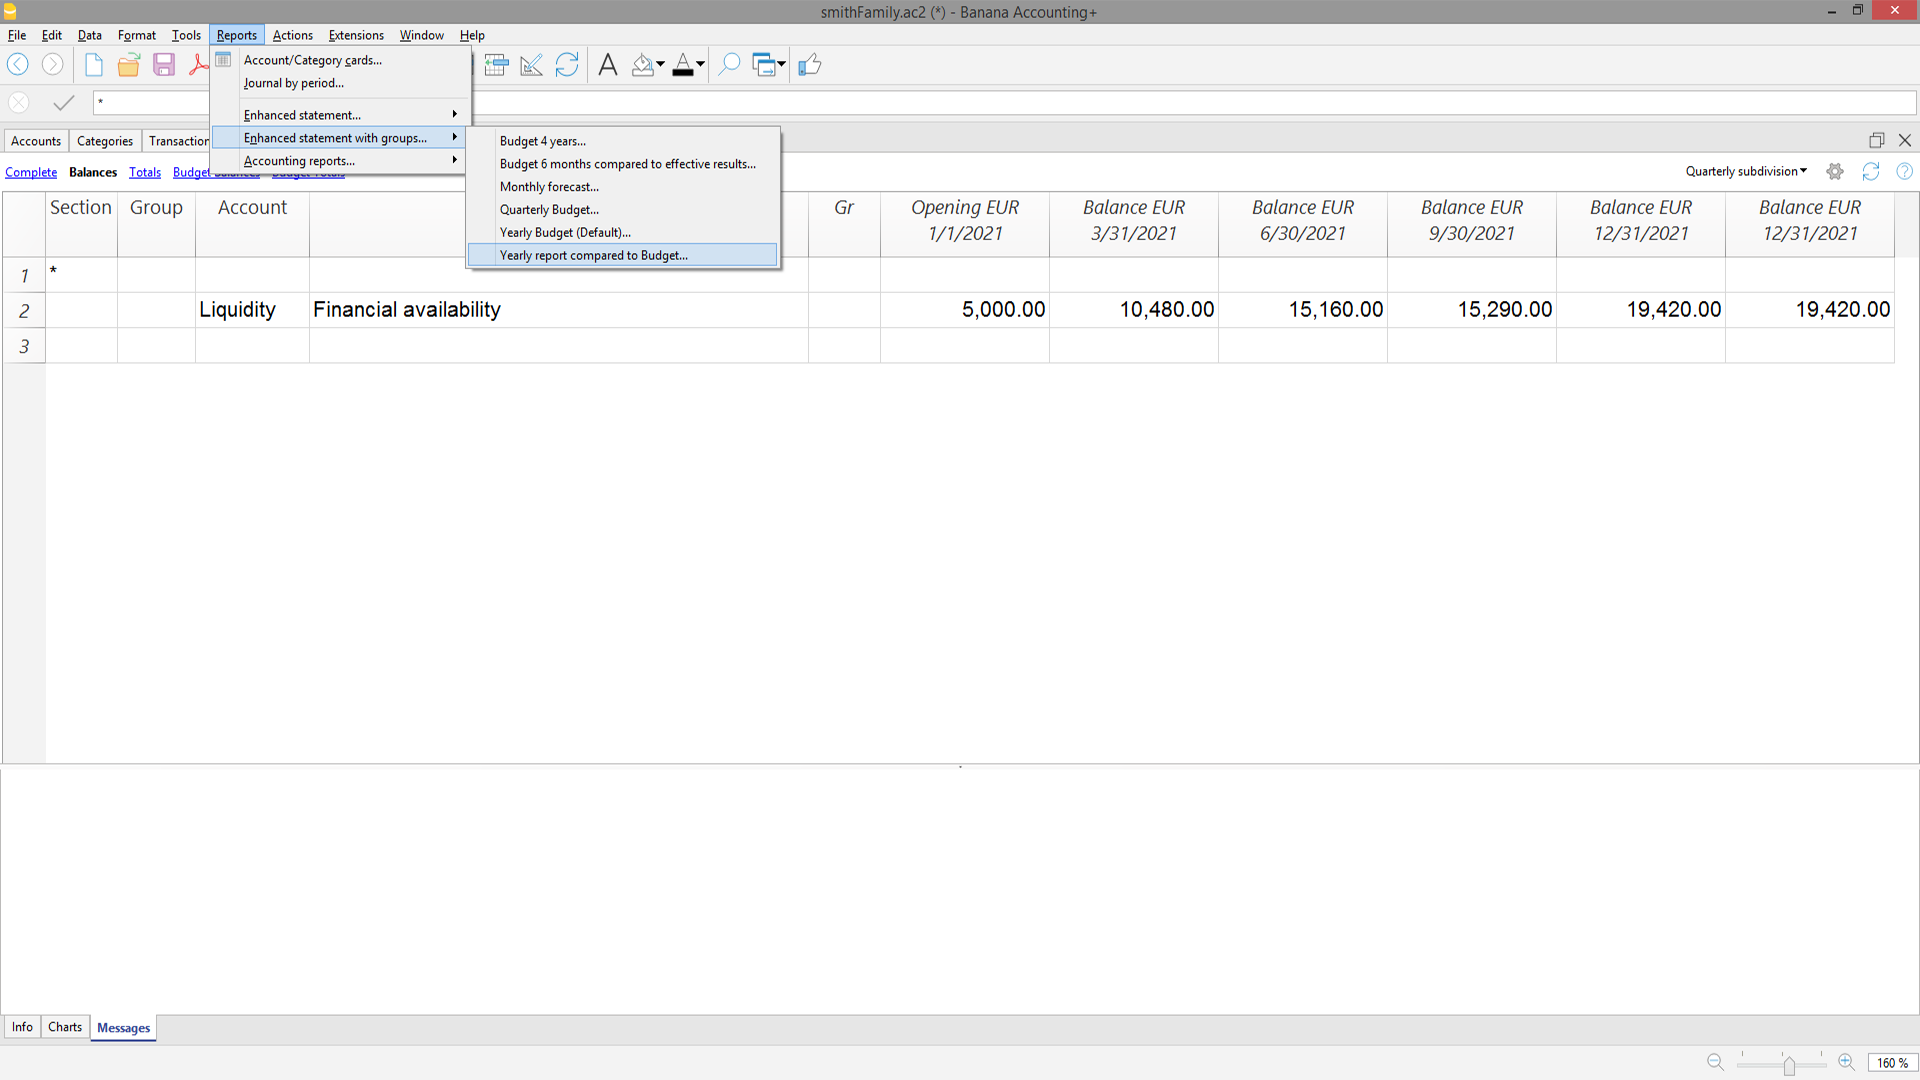 smithFamily.ac2 (*) - Banana Accounting+
File Edit Data Format Tools Reports Actions Extensions Window Help
Account/Category cards...
Journal by period...
*
Enhanced statement...
Enhanced statement with groups...
Accounting reports...
Budget 4 years...
Budget 6 months compared to effective results...
Monthly forecast...
Quarterly Budget...
Yearly Budget (Default)...
Yearly report compared to Budget...
Accounts Categories Transaction
Complete Balances Totals Budget Balances Budget Totals Quarterly subdivision
Section Group Account Gr Opening EUR Balance EUR Balance EUR Balance EUR Balance EUR Balance EUR
1/1/2021 3/31/2021 6/30/2021 9/30/2021 12/31/2021 12/31/2021
1 *
2 Liquidity Financial availability 5,000.00 10,480.00 15,160.00 15,290.00 19,420.00 19,420.00
3
Info Charts Messages
160 %